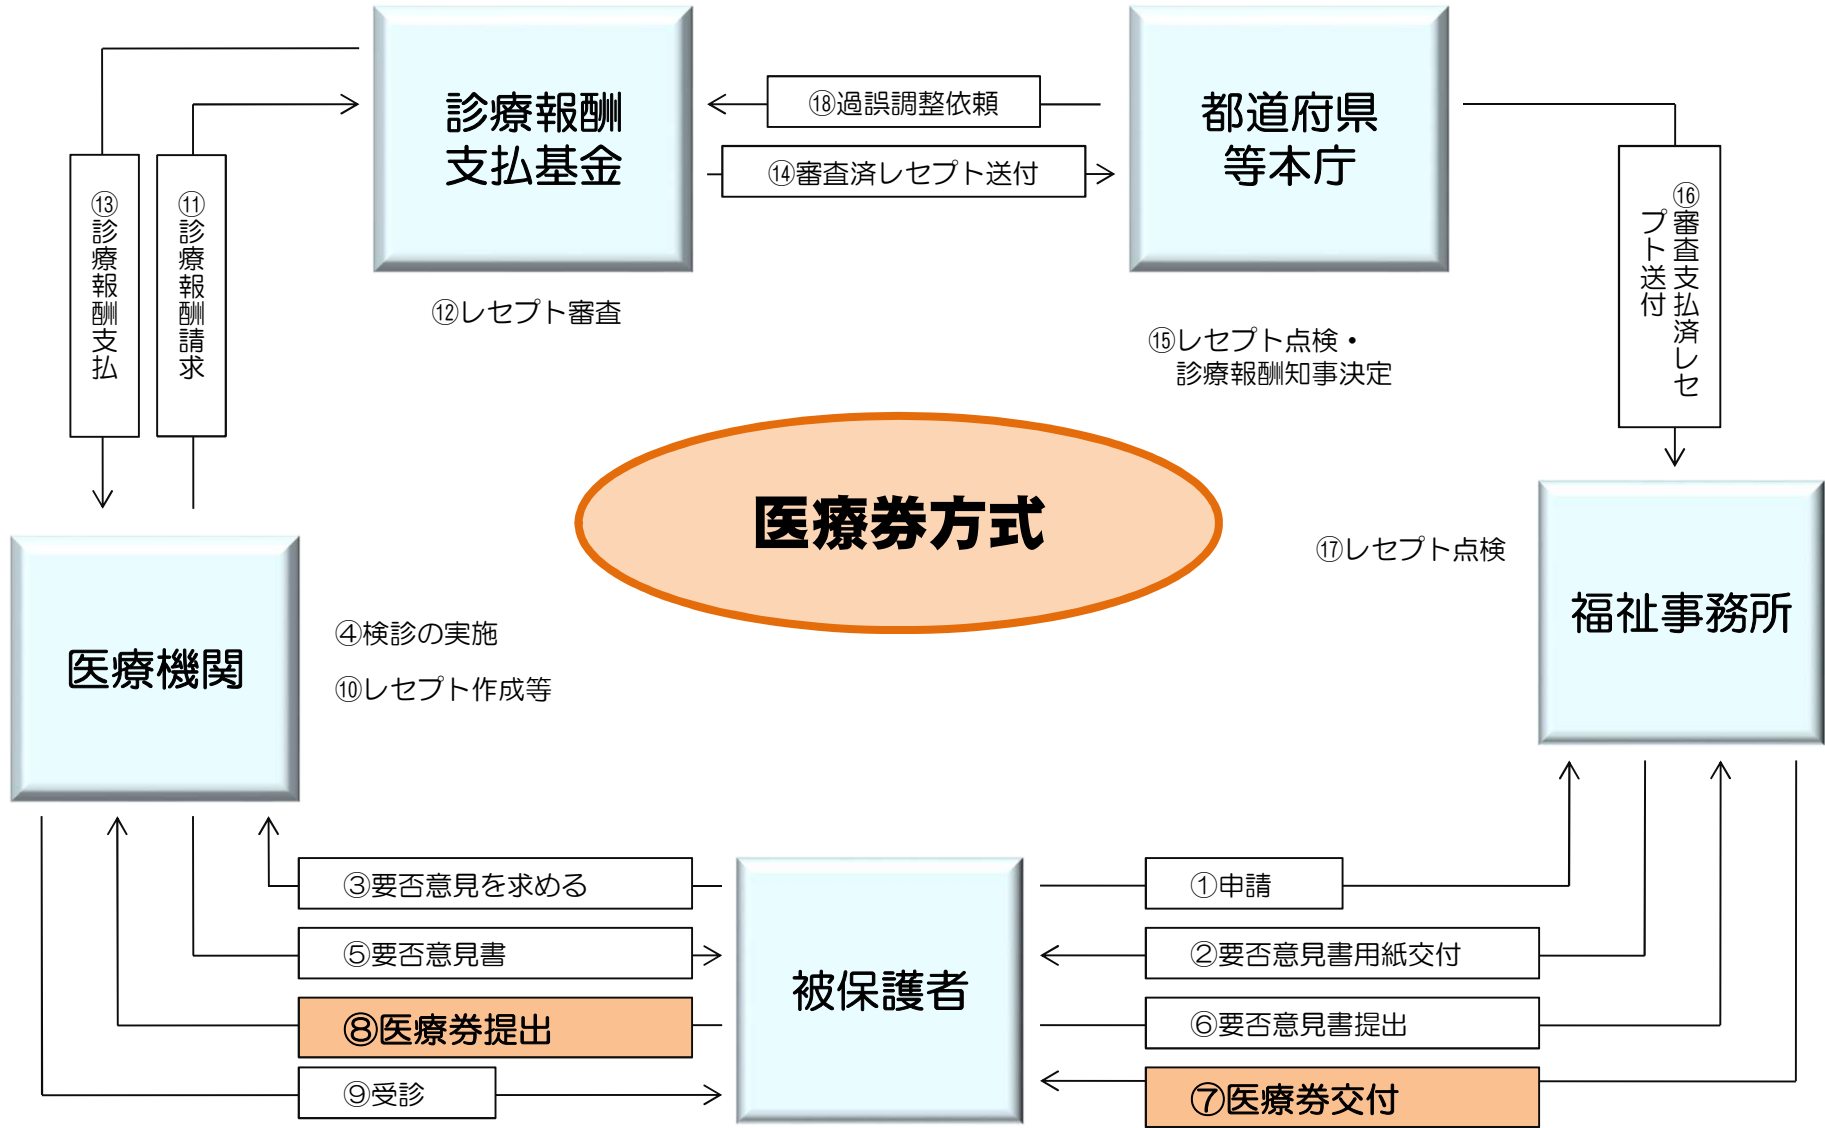 診療報酬
支払基金
都道府県
等本庁
⑱過誤調整依頼
⑭審査済レセプト送付
⑬診療報酬支払
⑪診療報酬請求
⑯審査支払済レセ
プト送付
⑫レセプト審査
⑮レセプト点検・
診療報酬知事決定
医療券方式
⑰レセプト点検
福祉事務所
医療機関
④検診の実施
⑩レセプト作成等
③要否意見を求める
①申請
⑤要否意見書
②要否意見書用紙交付
被保護者
⑧医療券提出
⑥要否意見書提出
⑨受診
⑦医療券交付